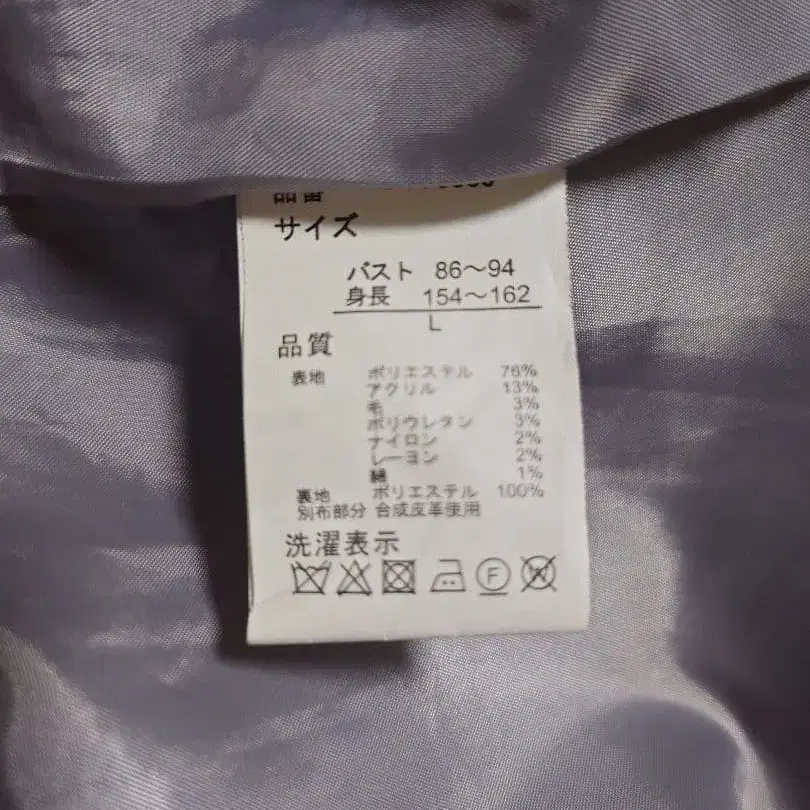 品番
サイズ
バスト 86～94
身長 154～162
L
品質
表地 ポリエステル 76%
アクリル 13%
毛 3%
ポリウレタン 3%
ナイロン 2%
レーヨン 2%
綿 1%
裏地 ポリエステル 100%
別布部分 合成皮革使用
洗濯表示
F W